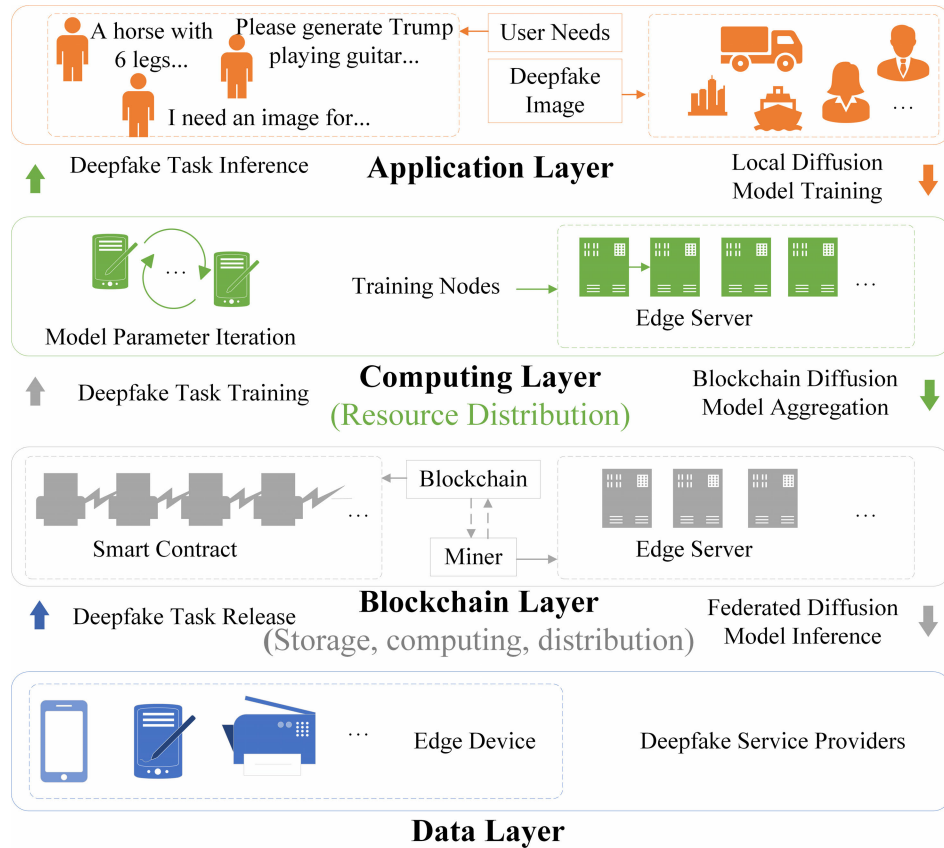 A horse with
6 legs...
Please generate Trump
playing guitar...
I need an image for...
User Needs
Deepfake
Image
...
Deepfake Task Inference
Application Layer
Local Diffusion
Model Training
...
Model Parameter Iteration
Training Nodes
Edge Server
...
Deepfake Task Training
Computing Layer
(Resource Distribution)
Blockchain Diffusion
Model Aggregation
...
Smart Contract
Blockchain
Miner
Edge Server
...
Deepfake Task Release
Blockchain Layer
(Storage, computing, distribution)
Federated Diffusion
Model Inference
...
Edge Device
Deepfake Service Providers
Data Layer